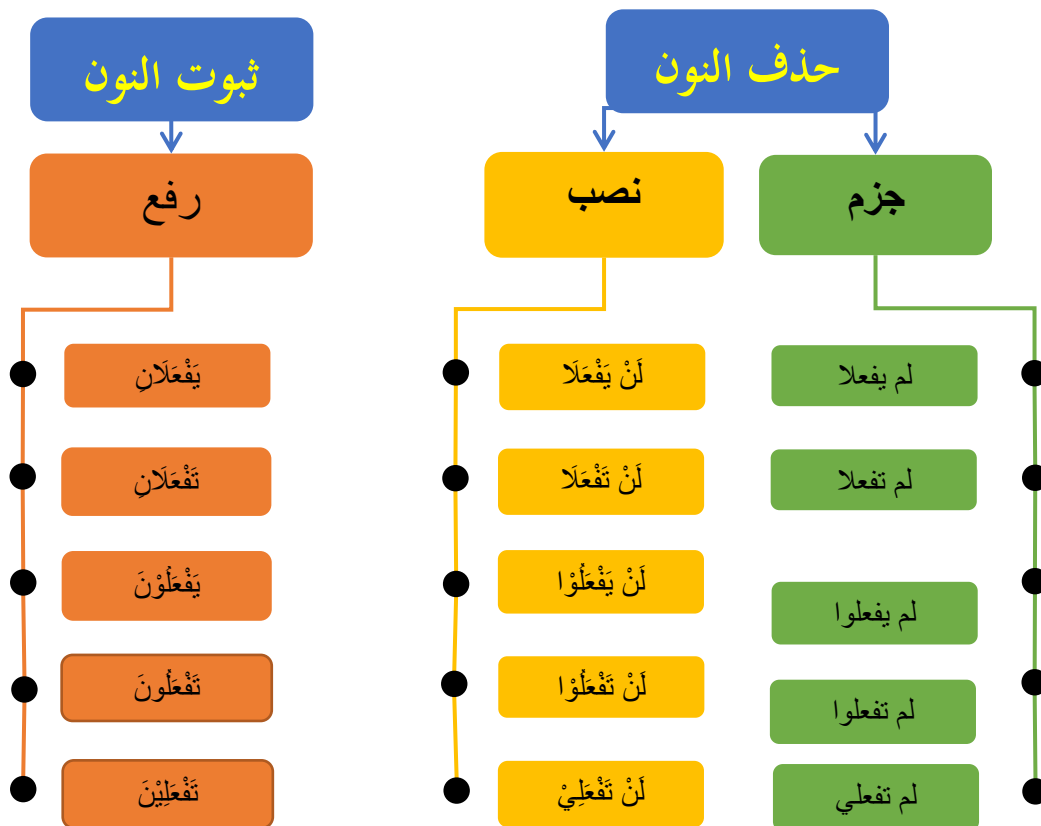 حذف النون
ثبوت النون
جزم
نصب
رفع
لم يفعلا
لَنْ يَفْعَلَا
يَفْعَلَانِ
لم تفعلا
لَنْ تَفْعَلَا
تَفْعَلَانِ
لم يفعلوا
لَنْ يَفْعَلُوْا
يَفْعَلُوْنَ
لم تفعلوا
لَنْ تَفْعَلُوْا
تَفْعَلُونَ
لم تفعلي
لَنْ تَفْعَلِيْ
تَفْعَلِيْنَ